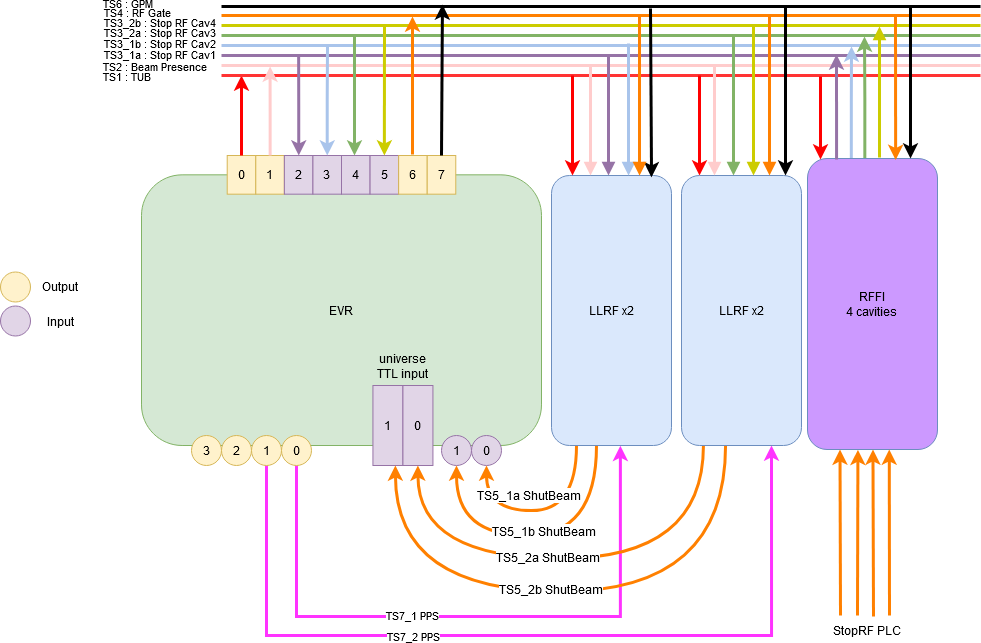 TS6 : GPM
TS4 : RF Gate
TS3_2b : Stop RF Cav4
TS3_2a : Stop RF Cav3
TS3_1b : Stop RF Cav2
TS3_1a : Stop RF Cav1
TS2 : Beam Presence
TS1 : TUB
0 1 2 3 4 5 6 7
Output
Input
EVR
LLRF x2
LLRF x2
RFFI
4 cavities
universe
TTL input
1 0
3 2 1 0
1 0
TS5_1a ShutBeam
TS5_1b ShutBeam
TS5_2a ShutBeam
TS5_2b ShutBeam
TS7_1 PPS
TS7_2 PPS
StopRF PLC